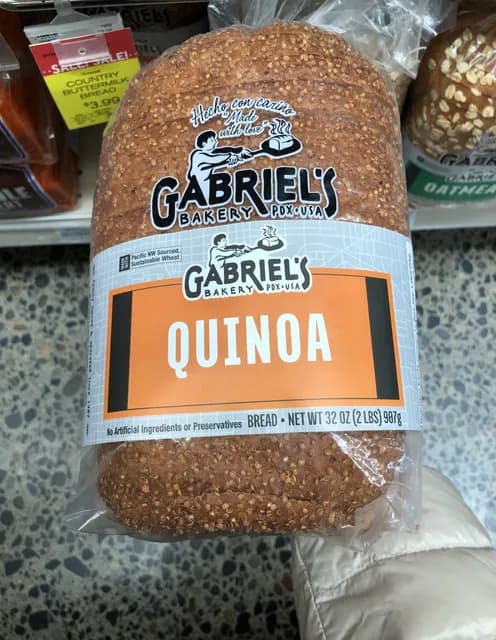 SALE! SALE!
COUNTRY
BUTTERMILK
BREAD
$3.99
"Hecho con cariño
Made
with love"
GABRIEL'S
BAKERY PDX•USA
Pacific NW Sourced,
Sustainable Wheat
GABRIEL'S
BAKERY PDX•USA
QUINOA
No Artificial Ingredients or Preservatives BREAD • NET WT 32 OZ (2 LBS) 907g
OATMEA